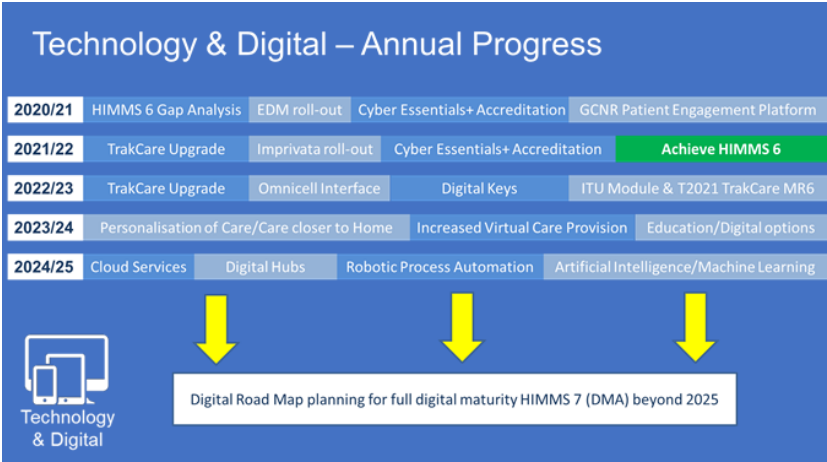 Technology & Digital – Annual Progress
2020/21 HIMMS 6 Gap Analysis EDM roll-out Cyber Essentials+ Accreditation GCNR Patient Engagement Platform
2021/22 TrakCare Upgrade Imprivata roll-out Cyber Essentials+ Accreditation Achieve HIMMS 6
2022/23 TrakCare Upgrade Omnicell Interface Digital Keys ITU Module & T2021 TrakCare MR6
2023/24 Personalisation of Care/Care closer to Home Increased Virtual Care Provision Education/Digital options
2024/25 Cloud Services Digital Hubs Robotic Process Automation Artificial Intelligence/Machine Learning
Digital Road Map planning for full digital maturity HIMMS 7 (DMA) beyond 2025
Technology
& Digital